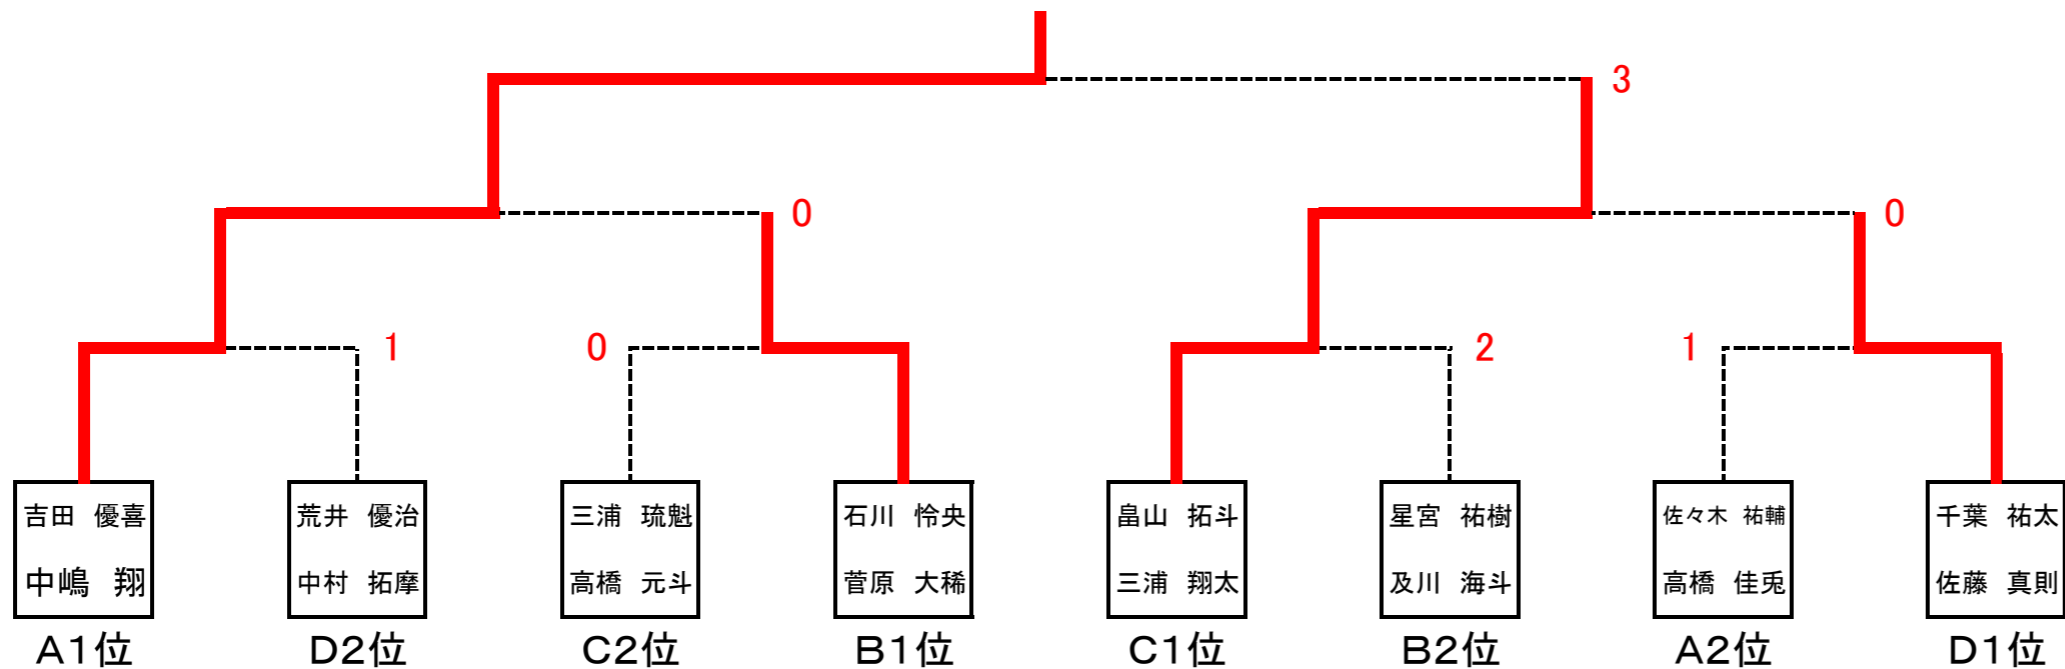 3
0
0
1
0
2
1
吉田 優喜
中嶋 翔
荒井 優治
中村 拓摩
三浦 琉魁
高橋 元斗
石川 怜央
菅原 大稀
畠山 拓斗
三浦 翔太
星宮 祐樹
及川 海斗
佐々木 祐輔
高橋 佳兎
千葉 祐太
佐藤 真則
A1位
D2位
C2位
B1位
C1位
B2位
A2位
D1位